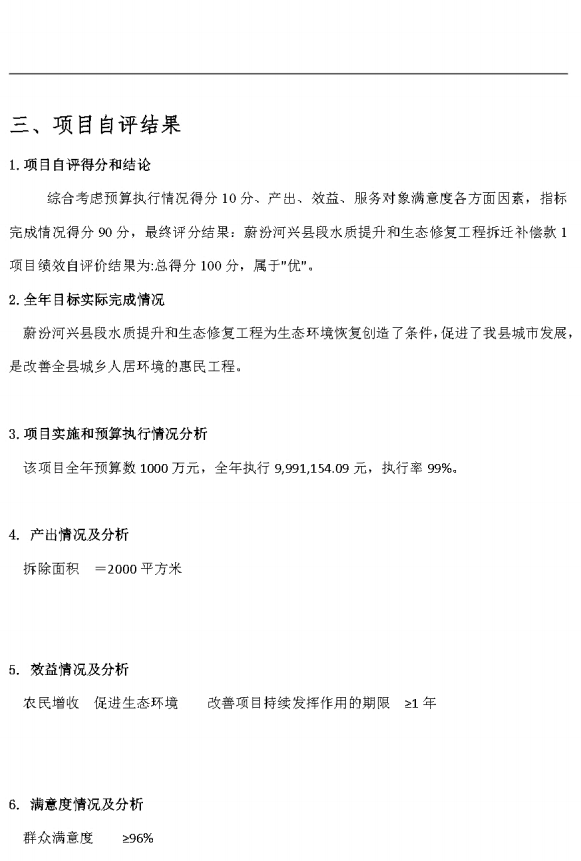 三、项目自评结果
1. 项目自评得分和结论
综合考虑预算执行情况得分 10 分、产出、效益、服务对象满意度各方面因素，指标
完成情况得分 90 分，最终评分结果：蔚汾河兴县段水质提升和生态修复工程拆迁补偿款 1
项目绩效自评价结果为:总得分 100 分，属于"优"。
2. 全年目标实际完成情况
蔚汾河兴县段水质提升和生态修复工程为生态环境恢复创造了条件，促进了我县城市发展，
是改善全县城乡人居环境的惠民工程。
3. 项目实施和预算执行情况分析
该项目全年预算数 1000 万元，全年执行 9,991,154.09 元，执行率 99%。
4. 产出情况及分析
拆除面积 ＝2000 平方米
5. 效益情况及分析
农民增收 促进生态环境 改善项目持续发挥作用的期限 ≥1 年
6. 满意度情况及分析
群众满意度 ≥96%